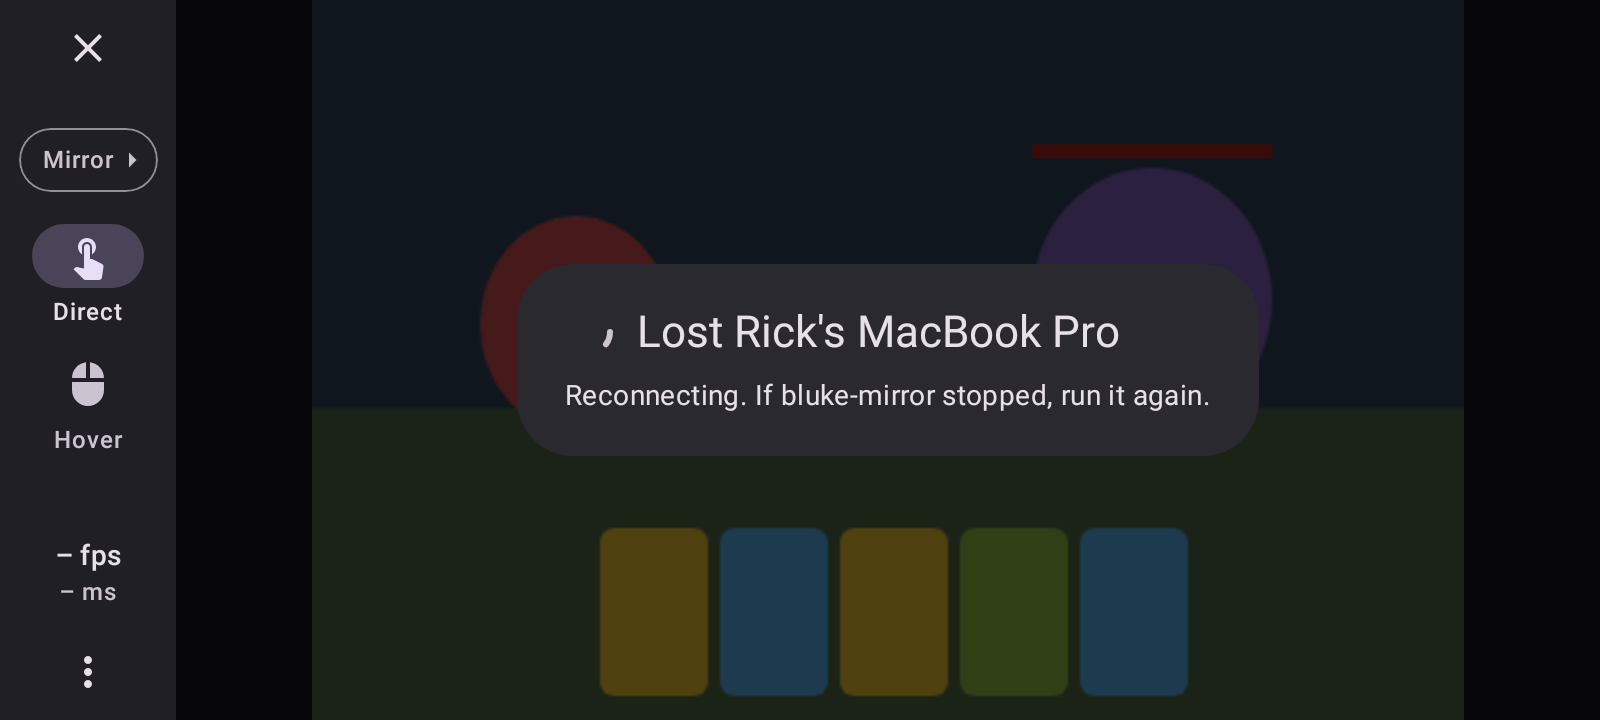 Mirror
Direct
Hover
– fps
– ms
Lost Rick's MacBook Pro
Reconnecting. If bluke-mirror stopped, run it again.